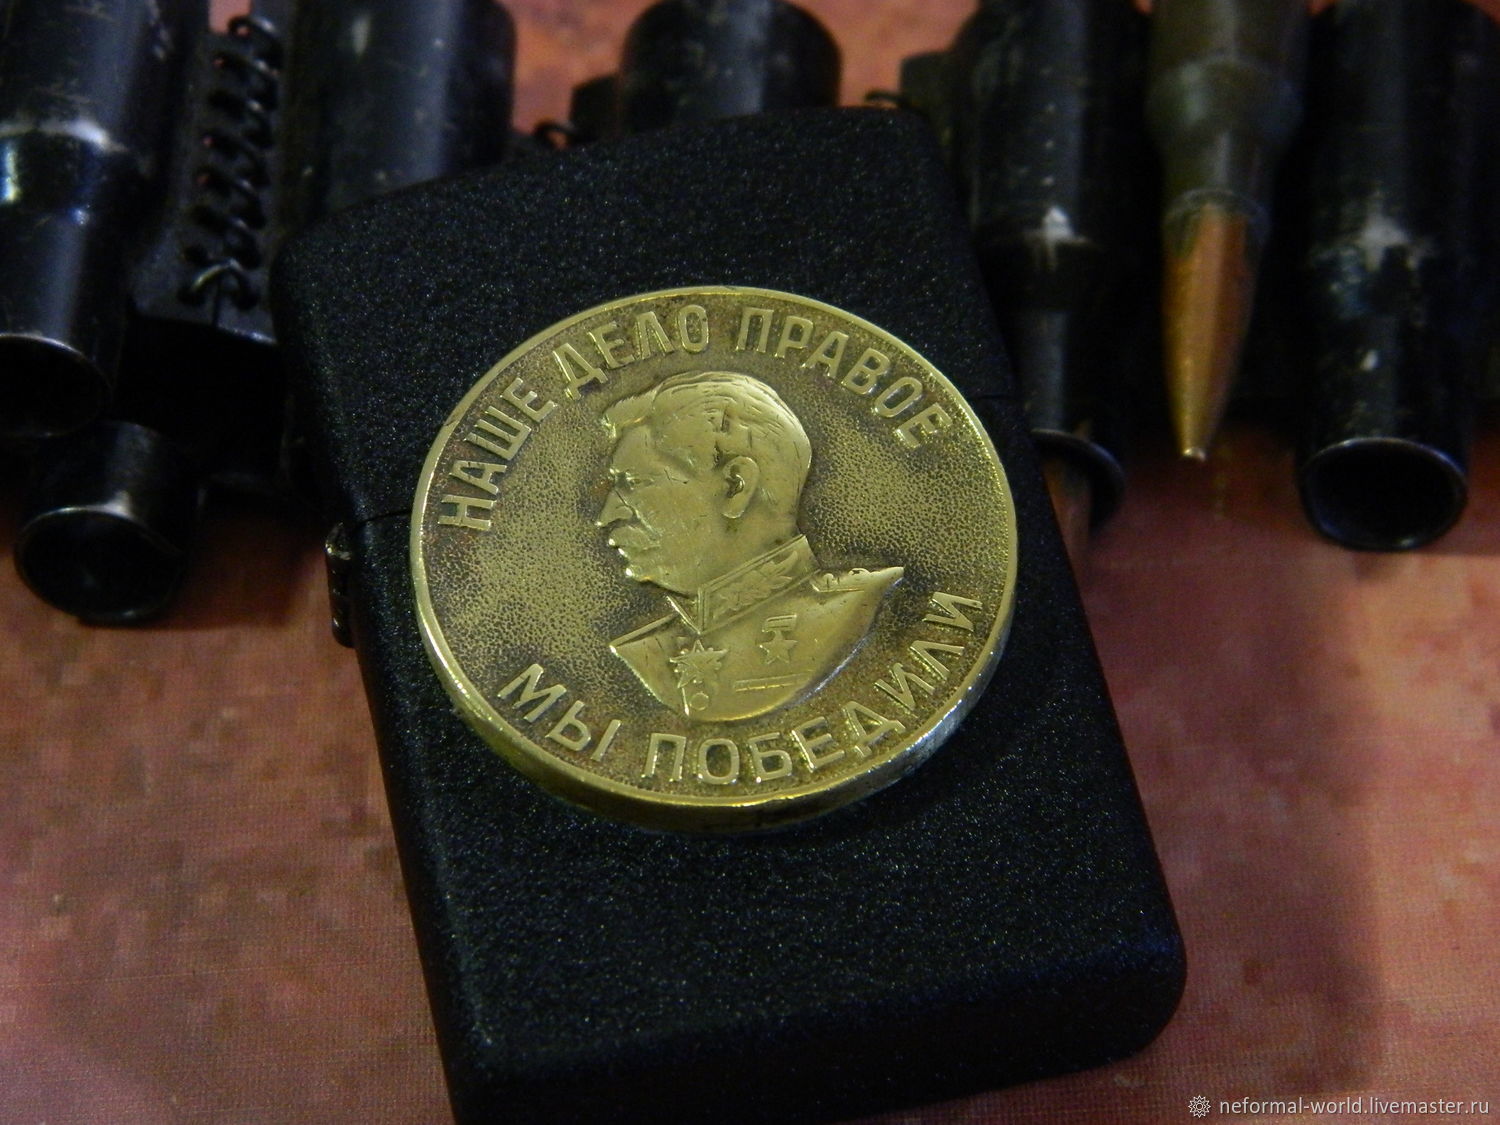 НАШЕ ДЕЛО ПРАВОЕ
МЫ ПОБЕДИЛИ
neformal-world.livemaster.ru